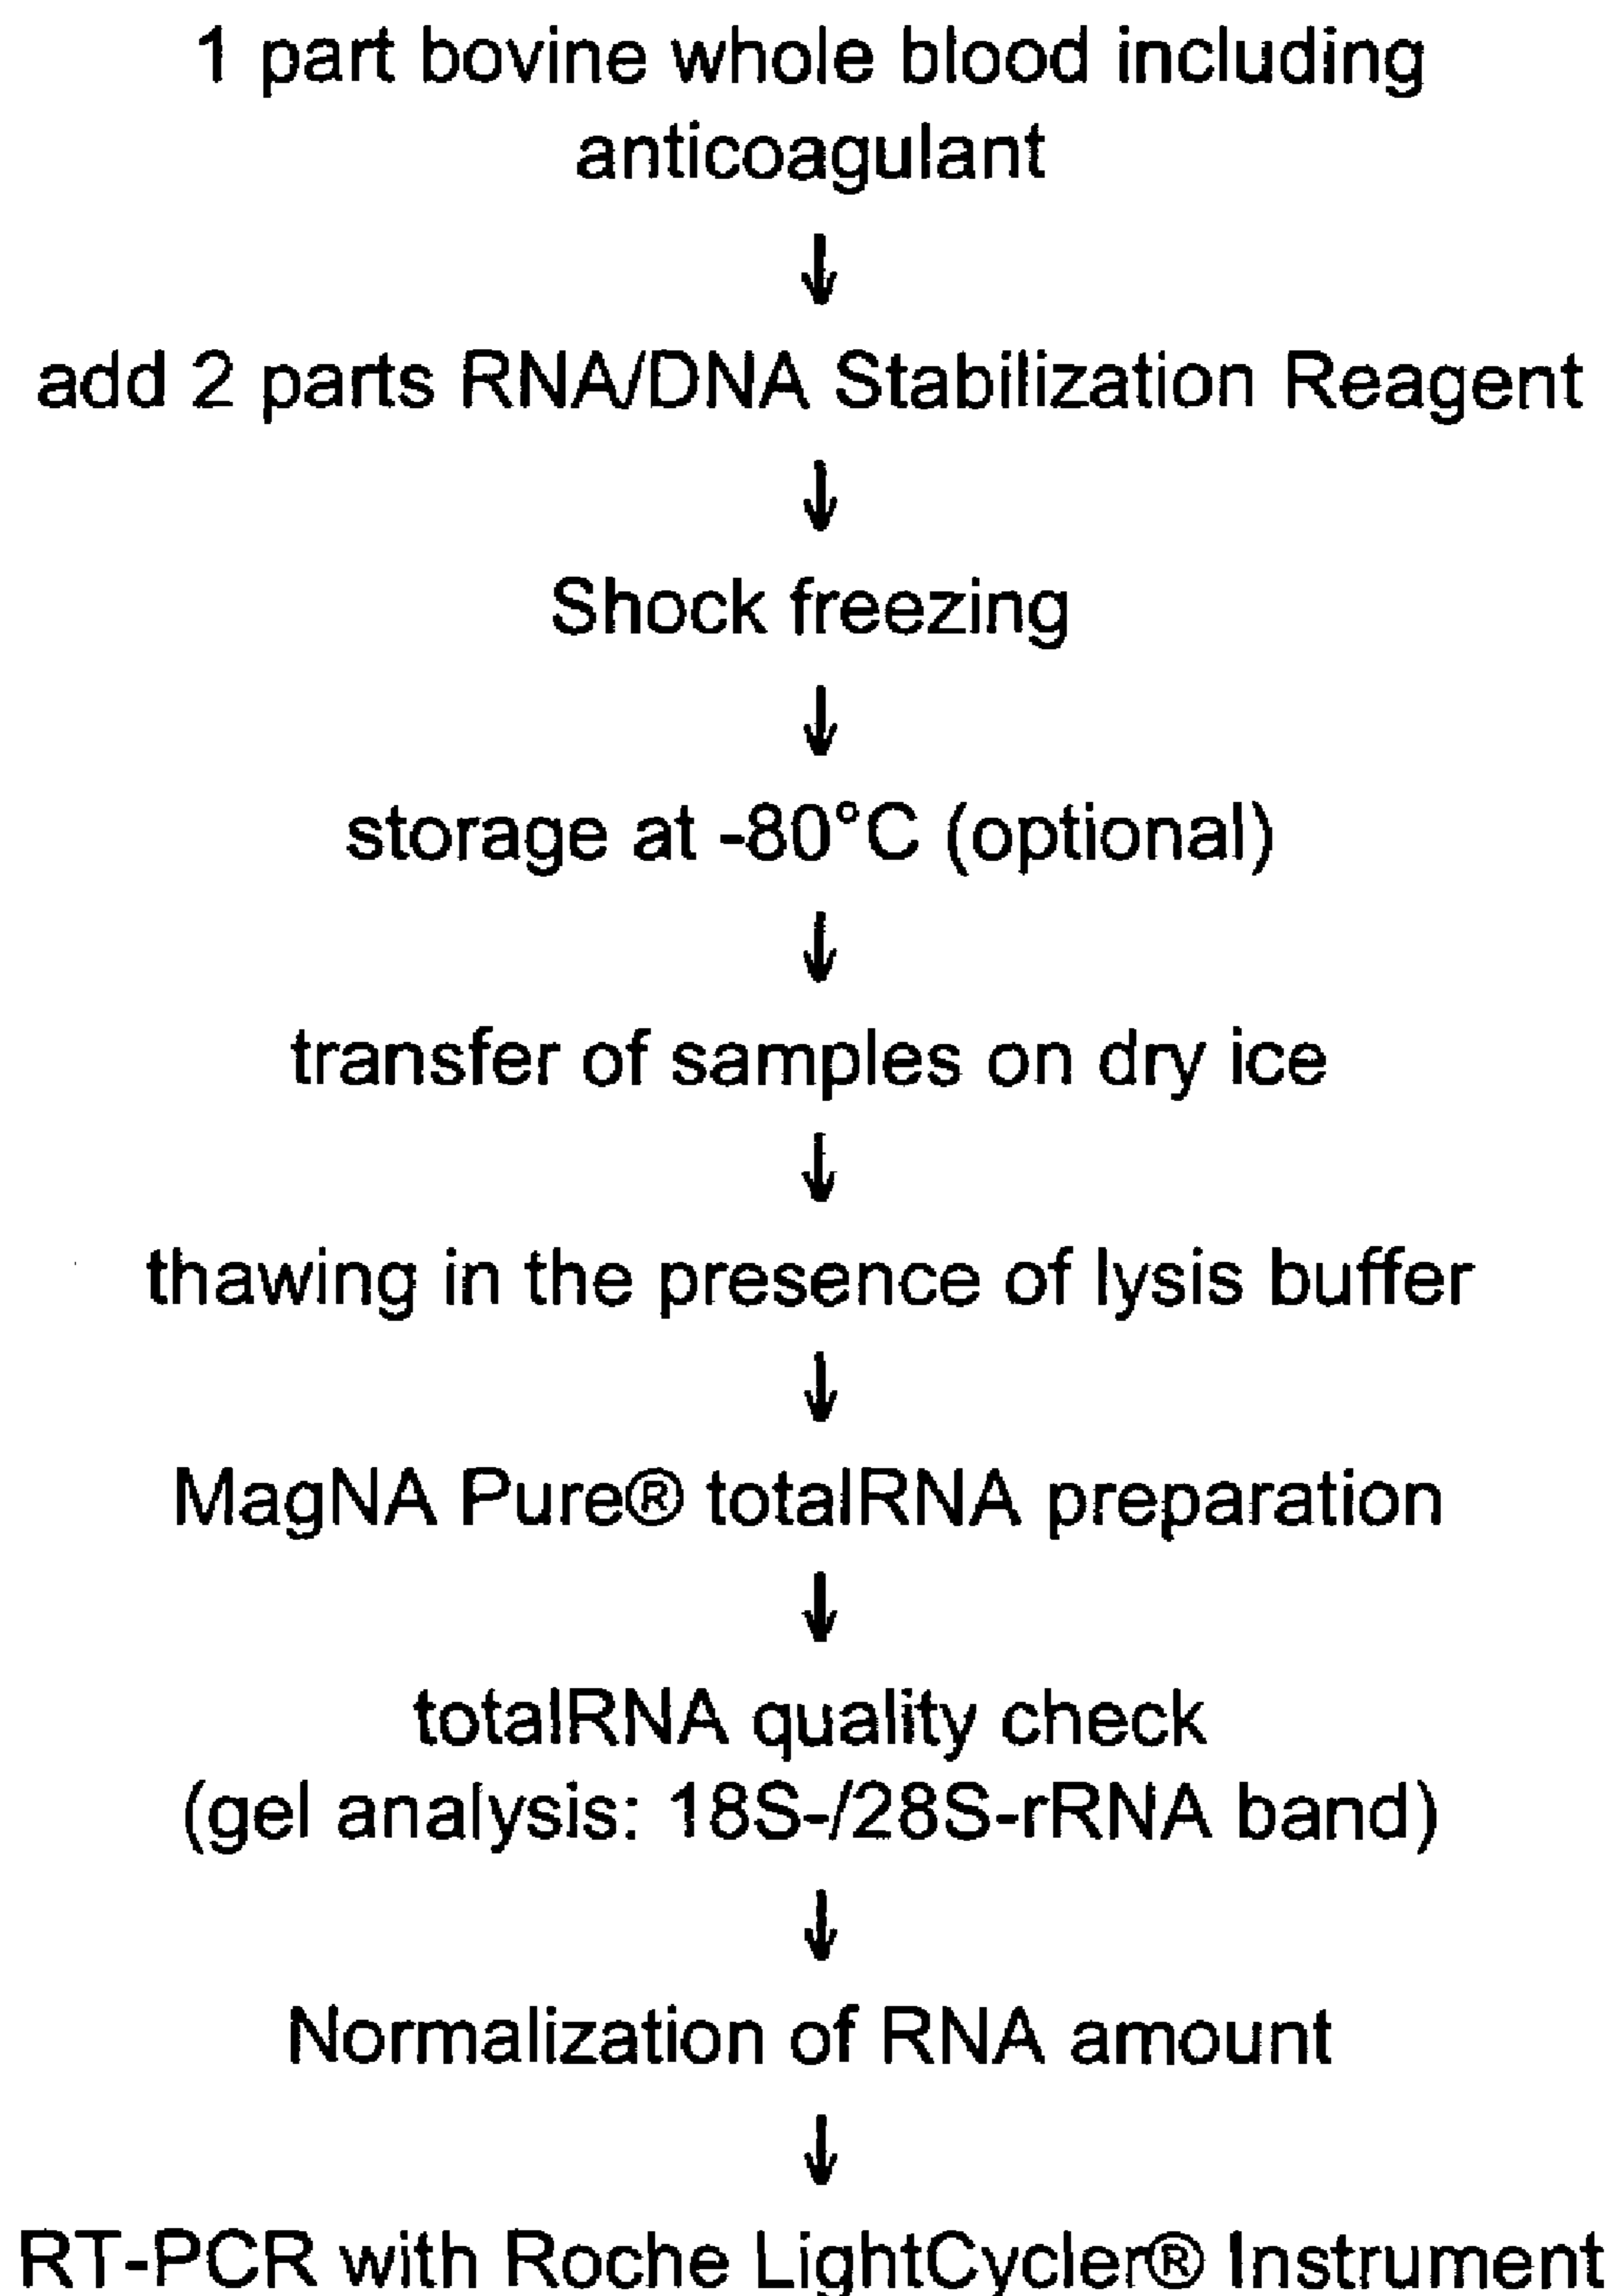 1 part bovine whole blood including
anticoagulant
↓
add 2 parts RNA/DNA Stabilization Reagent
↓
Shock freezing
↓
storage at -80°C (optional)
↓
transfer of samples on dry ice
↓
thawing in the presence of lysis buffer
↓
MagNA Pure® totalRNA preparation
↓
totalRNA quality check
(gel analysis: 18S-/28S-rRNA band)
↓
Normalization of RNA amount
↓
RT-PCR with Roche LightCycler® Instrument